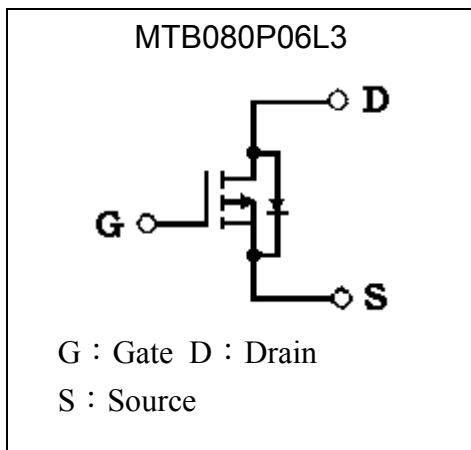 MTB080P06L3
D
G
S
G：Gate D：Drain
S：Source